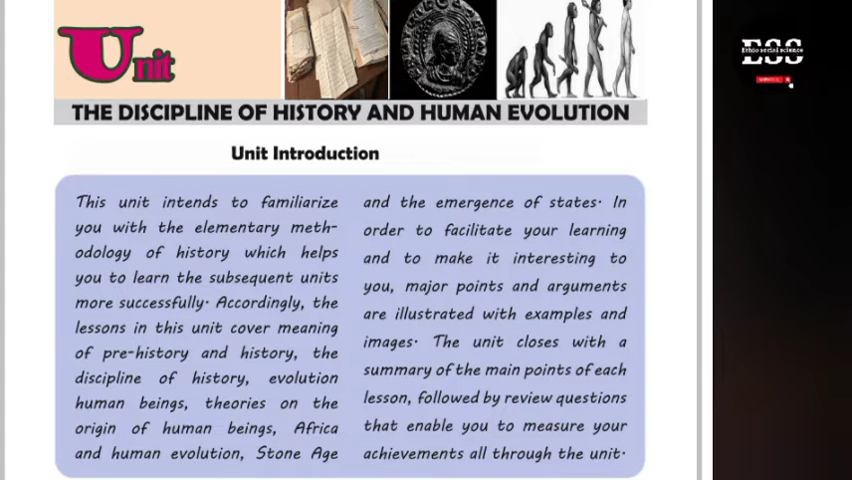 Unit
THE DISCIPLINE OF HISTORY AND HUMAN EVOLUTION
Unit Introduction
This unit intends to familiarize
you with the elementary meth-
odology of history which helps
you to learn the subsequent units
more successfully. Accordingly, the
lessons in this unit cover meaning
of pre-history and history, the
discipline of history, evolution
human beings, theories on the
origin of human beings, Africa
and human evolution, Stone Age
and the emergence of states. In
order to facilitate your learning
and to make it interesting to
you, major points and arguments
are illustrated with examples and
images. The unit closes with a
summary of the main points of each
lesson, followed by review questions
that enable you to measure your
achievements all through the unit.
ESS
Ethio social science